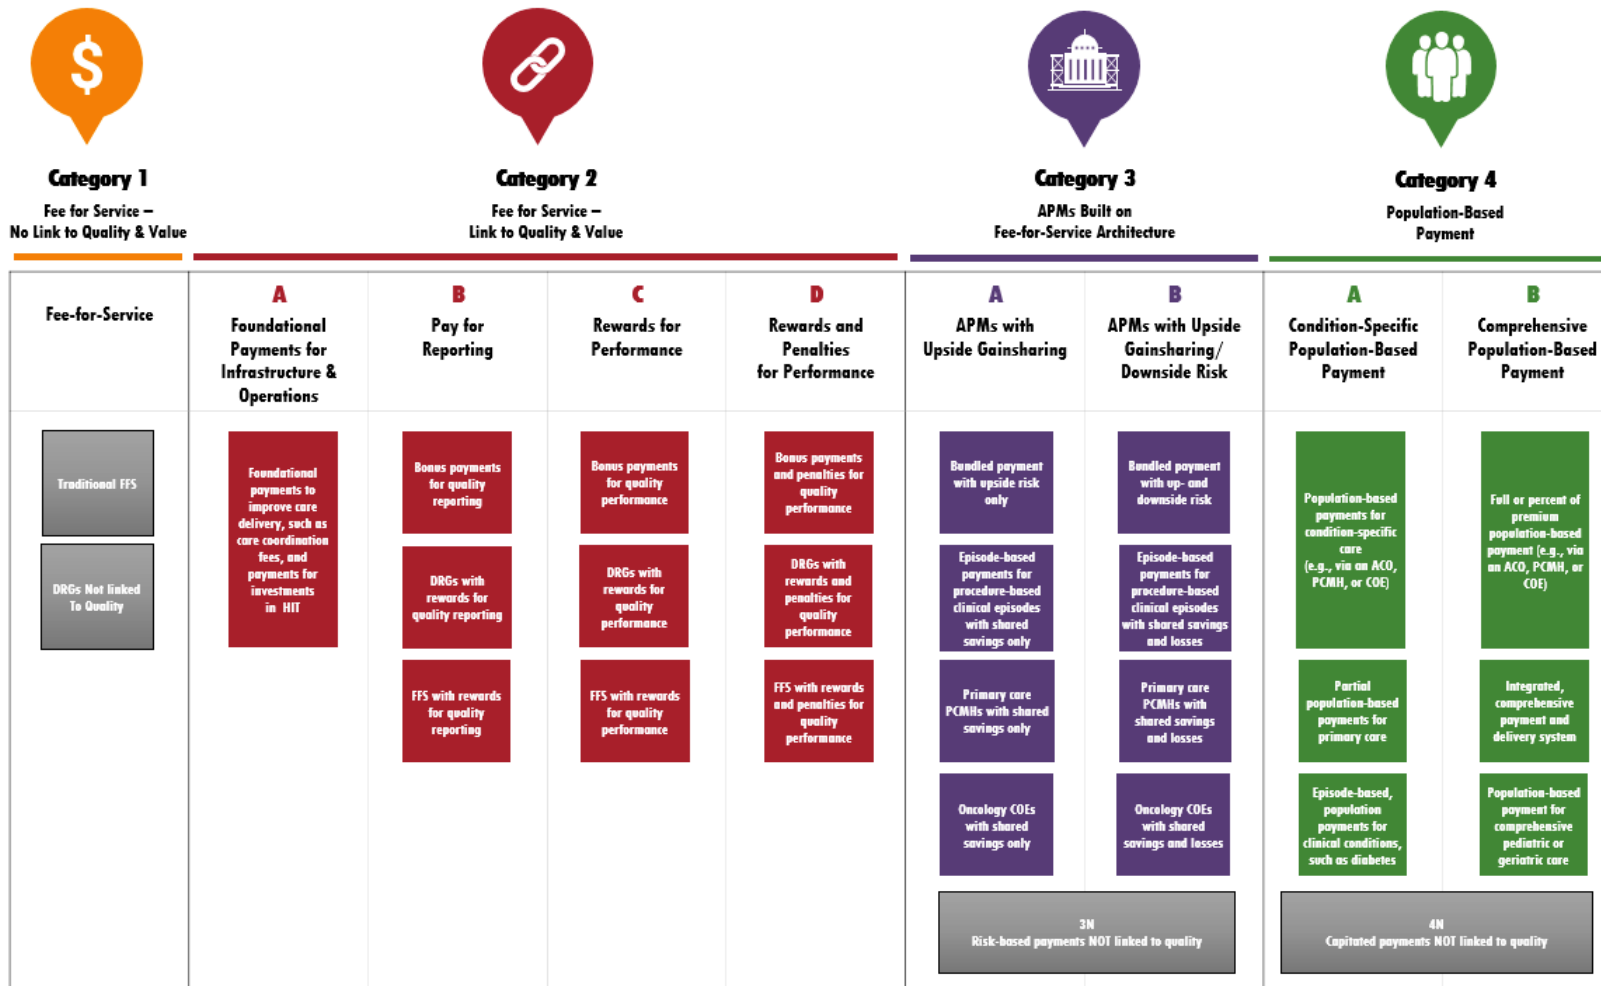 $
Category 1
Fee for Service –
No Link to Quality & Value
Category 2
Fee for Service –
Link to Quality & Value
Category 3
APMs Built on
Fee-for-Service Architecture
Category 4
Population-Based
Payment
Fee-for-Service
A
Foundational
Payments for
Infrastructure &
Operations
B
Pay for
Reporting
C
Rewards for
Performance
D
Rewards and
Penalties
for Performance
A
APMs with
Upside Gainsharing
B
APMs with Upside
Gainsharing/
Downside Risk
A
Condition-Specific
Population-Based
Payment
B
Comprehensive
Population-Based
Payment
Traditional FFS
DRGs Not linked
To Quality
Foundational
payments to
improve care
delivery, such as
care coordination
fees, and
payments for
investments
in HIT
Bonus payments
for quality
reporting
DRGs with
rewards for
quality reporting
FFS with rewards
for quality
reporting
Bonus payments
for quality
performance
DRGs with
rewards for
quality
performance
FFS with rewards
for quality
performance
Bonus payments
and penalties for
quality
performance
DRGs with
rewards and
penalties for
quality
performance
FFS with rewards
and penalties for
quality
performance
Bundled payment
with upside risk
only
Episode-based
payments for
procedure-based
clinical episodes
with shared
savings only
Primary care
PCMHs with shared
savings only
Oncology COEs
with shared
savings only
Bundled payment
with up- and
downside risk
Episode-based
payments for
procedure-based
clinical episodes
with shared savings
and losses
Primary care
PCMHs with
shared savings
and losses
Oncology COEs
with shared
savings and losses
3N
Risk-based payments NOT linked to quality
Population-based
payments for
condition-specific
care
(e.g., via an ACO,
PCMH, or COE)
Partial
population-based
payments for
primary care
Episode-based,
population
payments for
clinical conditions,
such as diabetes
Full or percent of
premium
population-based
payment (e.g., via
an ACO, PCMH, or
COE)
Integrated,
comprehensive
payment and
delivery system
Population-based
payment for
comprehensive
pediatric or
geriatric care
4N
Capitated payments NOT linked to quality